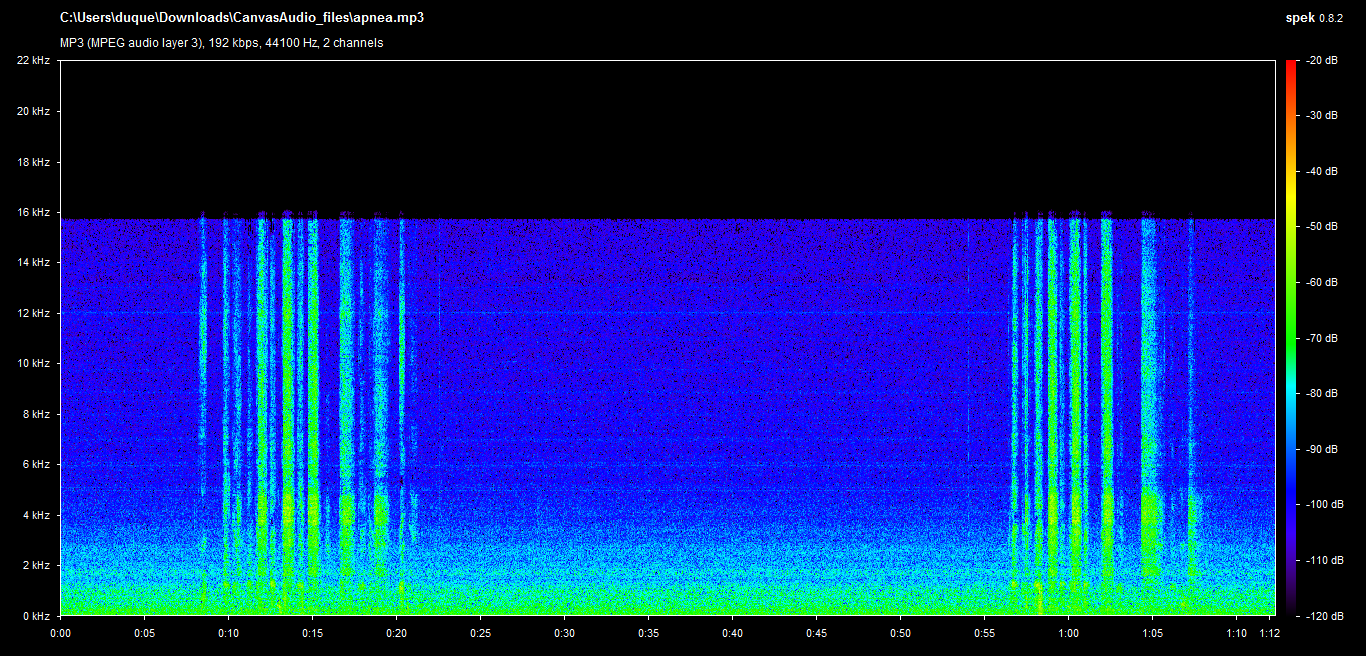 C:\Users\duque\Downloads\CanvasAudio_files\apnea.mp3
spek 0.8.2
MP3 (MPEG audio layer 3), 192 kbps, 44100 Hz, 2 channels
22 kHz
20 kHz
18 kHz
16 kHz
14 kHz
12 kHz
10 kHz
8 kHz
6 kHz
4 kHz
2 kHz
0 kHz
-20 dB
-30 dB
-40 dB
-50 dB
-60 dB
-70 dB
-80 dB
-90 dB
-100 dB
-110 dB
-120 dB
0:00 0:05 0:10 0:15 0:20 0:25 0:30 0:35 0:40 0:45 0:50 0:55 1:00 1:05 1:10 1:12